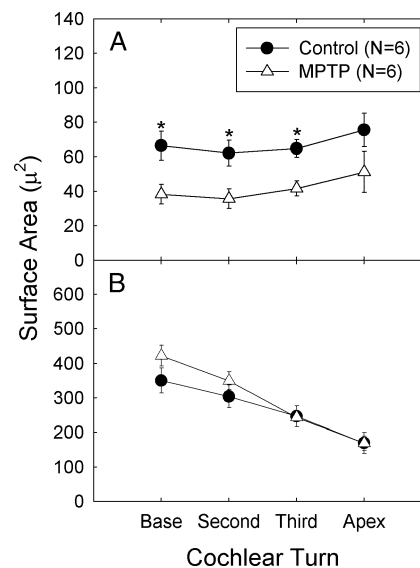 A
Control (N=6)
MPTP (N=6)
140
120
100
80
60
40
20
0
* * *
B
600
500
400
300
200
100
0
Surface Area (μ²)
Base Second Third Apex
Cochlear Turn